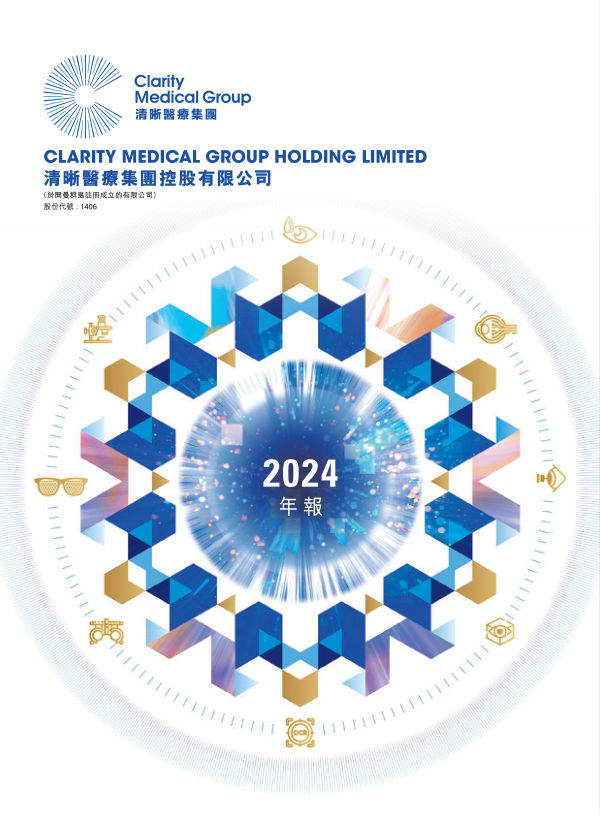 Clarity
Medical Group
清晰醫療集團
CLARITY MEDICAL GROUP HOLDING LIMITED
清晰醫療集團控股有限公司
(於開曼群島註冊成立的有限公司)
股份代號：1406
2024
年報
OCR